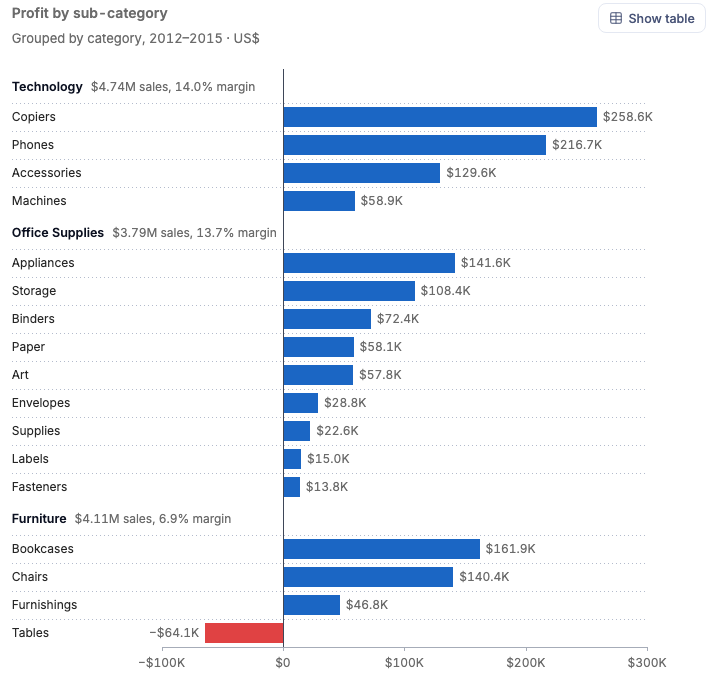 Profit by sub-category
Show table
Grouped by category, 2012–2015 · US$
Technology $4.74M sales, 14.0% margin
Copiers $258.6K
Phones $216.7K
Accessories $129.6K
Machines $58.9K
Office Supplies $3.79M sales, 13.7% margin
Appliances $141.6K
Storage $108.4K
Binders $72.4K
Paper $58.1K
Art $57.8K
Envelopes $28.8K
Supplies $22.6K
Labels $15.0K
Fasteners $13.8K
Furniture $4.11M sales, 6.9% margin
Bookcases $161.9K
Chairs $140.4K
Furnishings $46.8K
Tables −$64.1K
−$100K $0 $100K $200K $300K